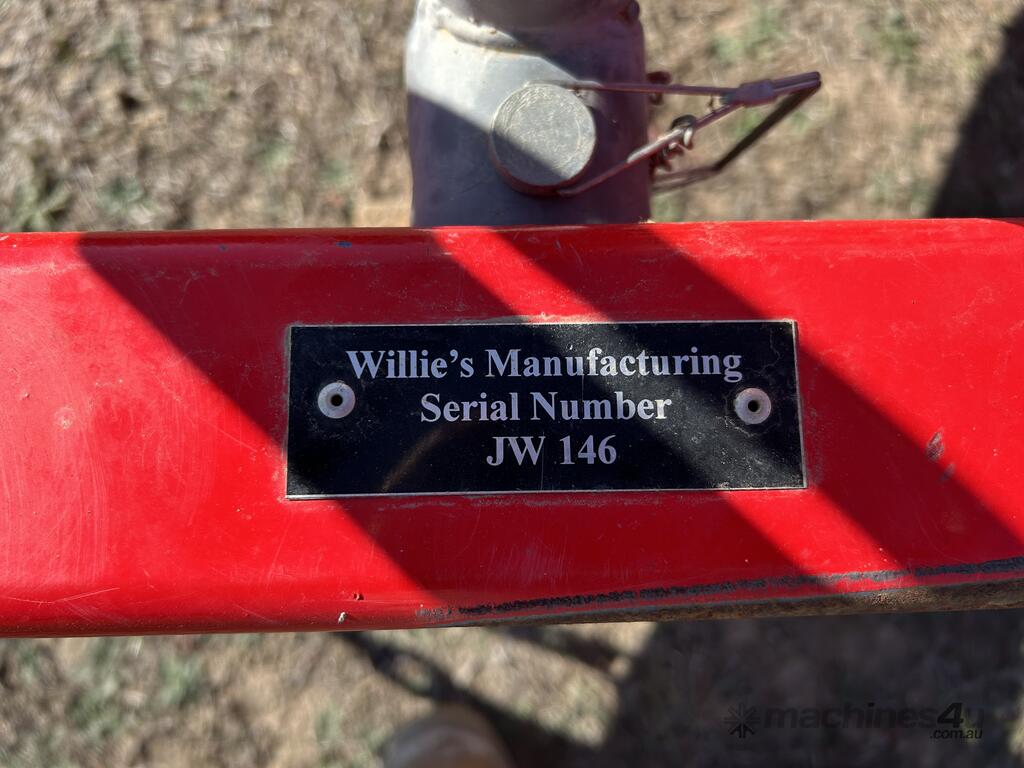 Willie's Manufacturing
Serial Number
JW 146
machines4u
.com.au